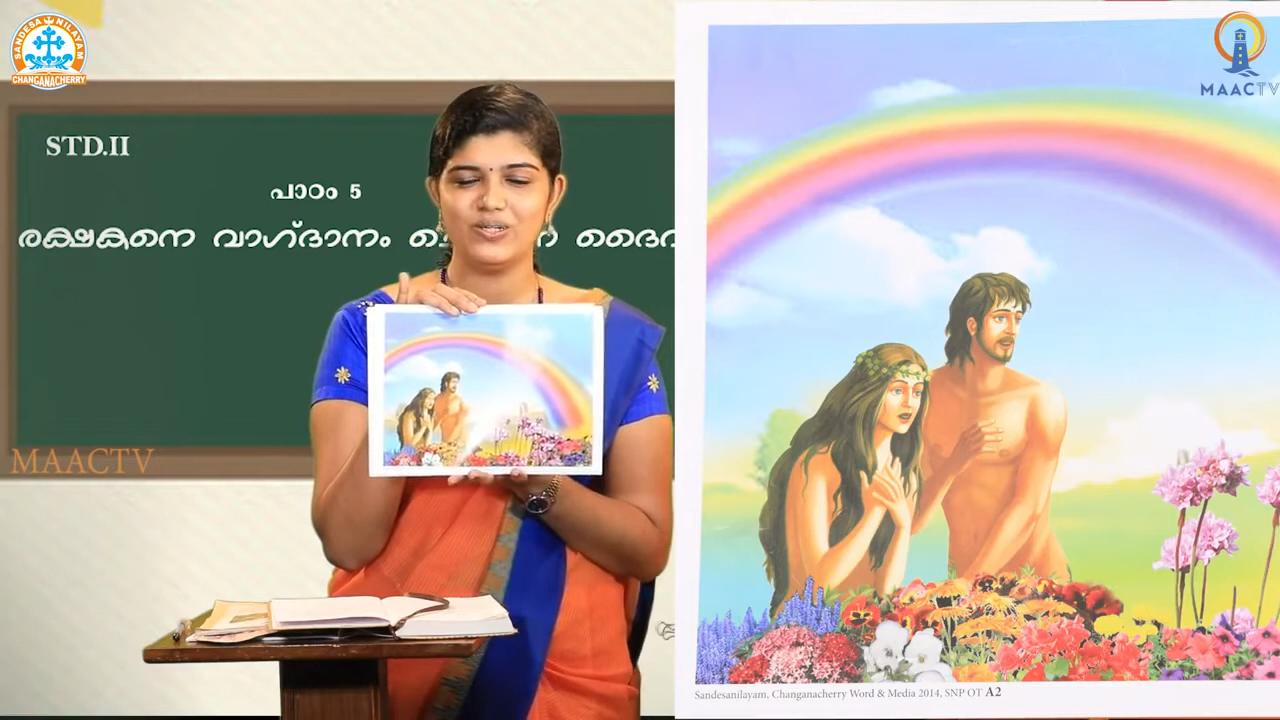 SANDESA NILAYAM
CHANGANACHERRY
MAACTV
STD.II
പാഠം 5
രക്ഷകനെ വാഗ്ദാനം
MAACTV
Sandesanilayam, Changanacherry Word & Media 2014, SNP OT A2